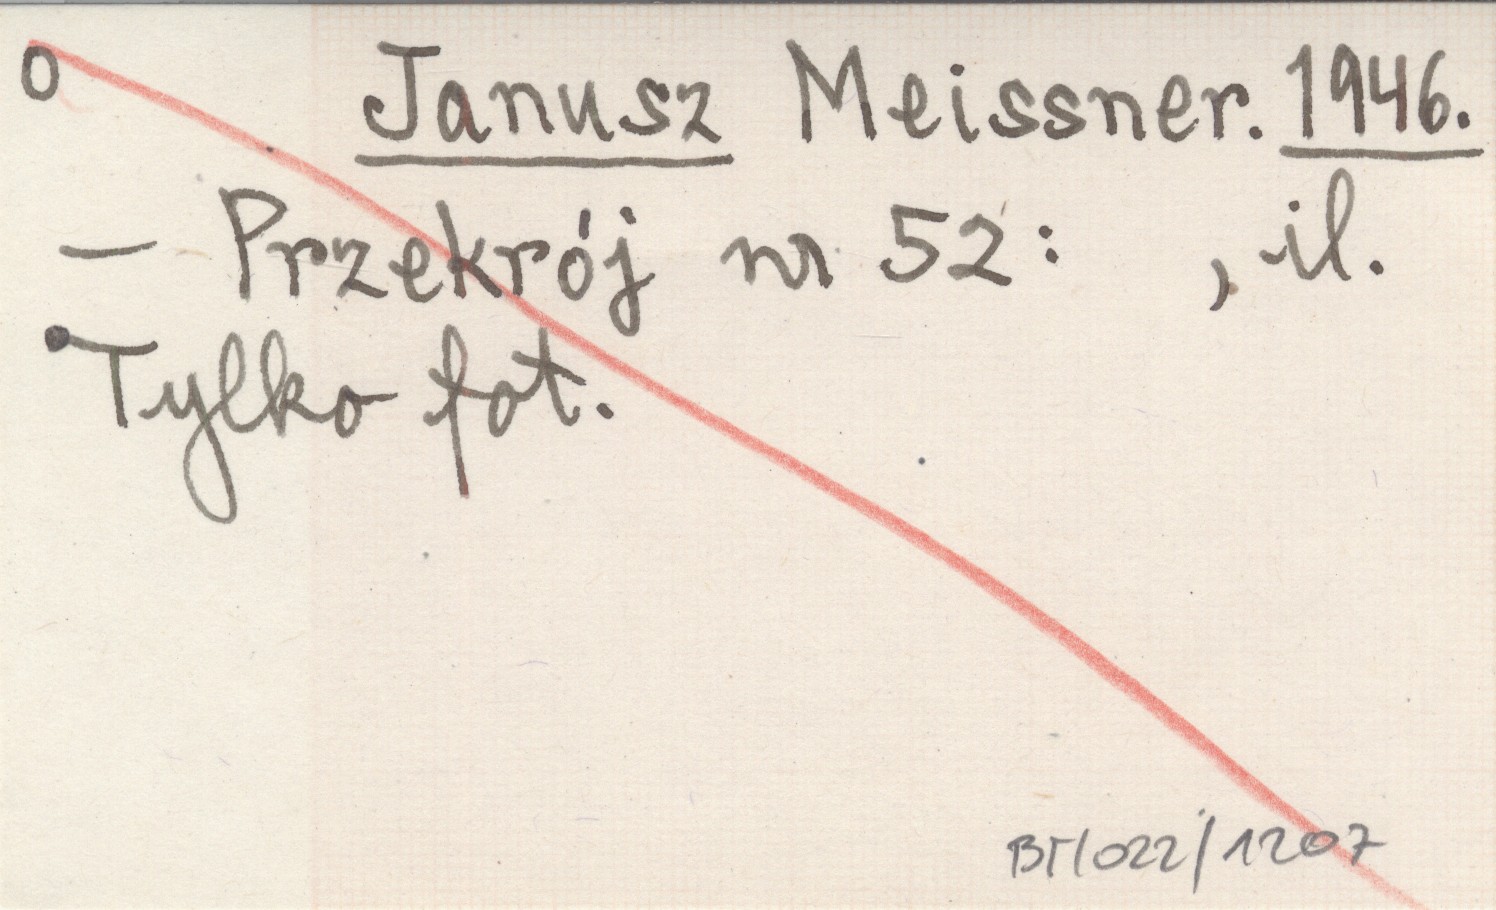 O Janusz Meissner. 1946.
– Przekrój nr 52: , il.
Tylko fot.
BT/022/1207